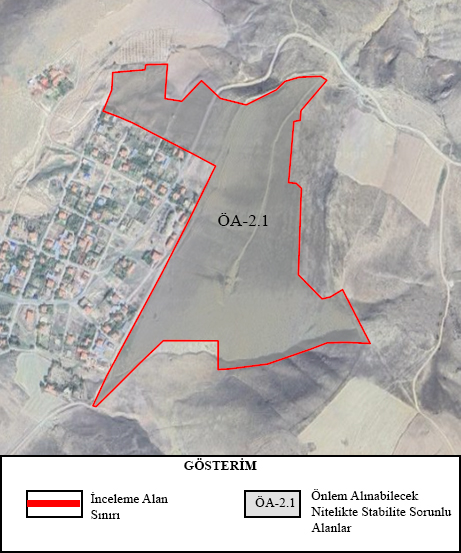 ÖA-2.1
GÖSTERİM
İnceleme Alan
Sınırı
ÖA-2.1
Önlem Alınabilecek
Nitelikte Stabilite Sorunlu
Alanlar